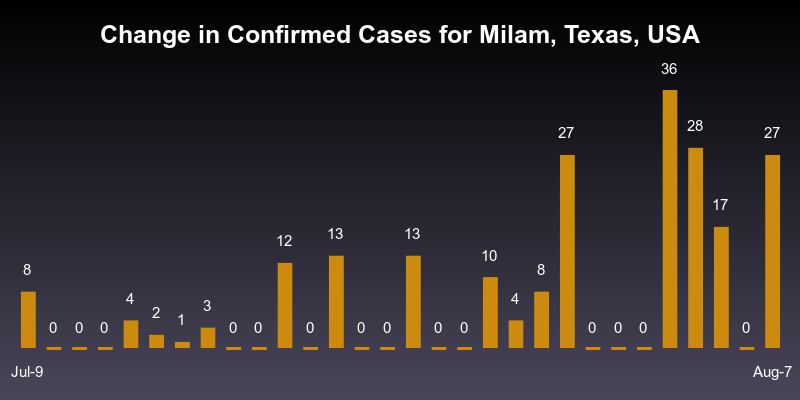 Change in Confirmed Cases for Milam, Texas, USA
8 0 0 0 4 2 1 3 0 0 12 0 13 0 0 13 0 0 10 4 8 27 0 0 0 36 28 17 0 27
Jul-9 Aug-7